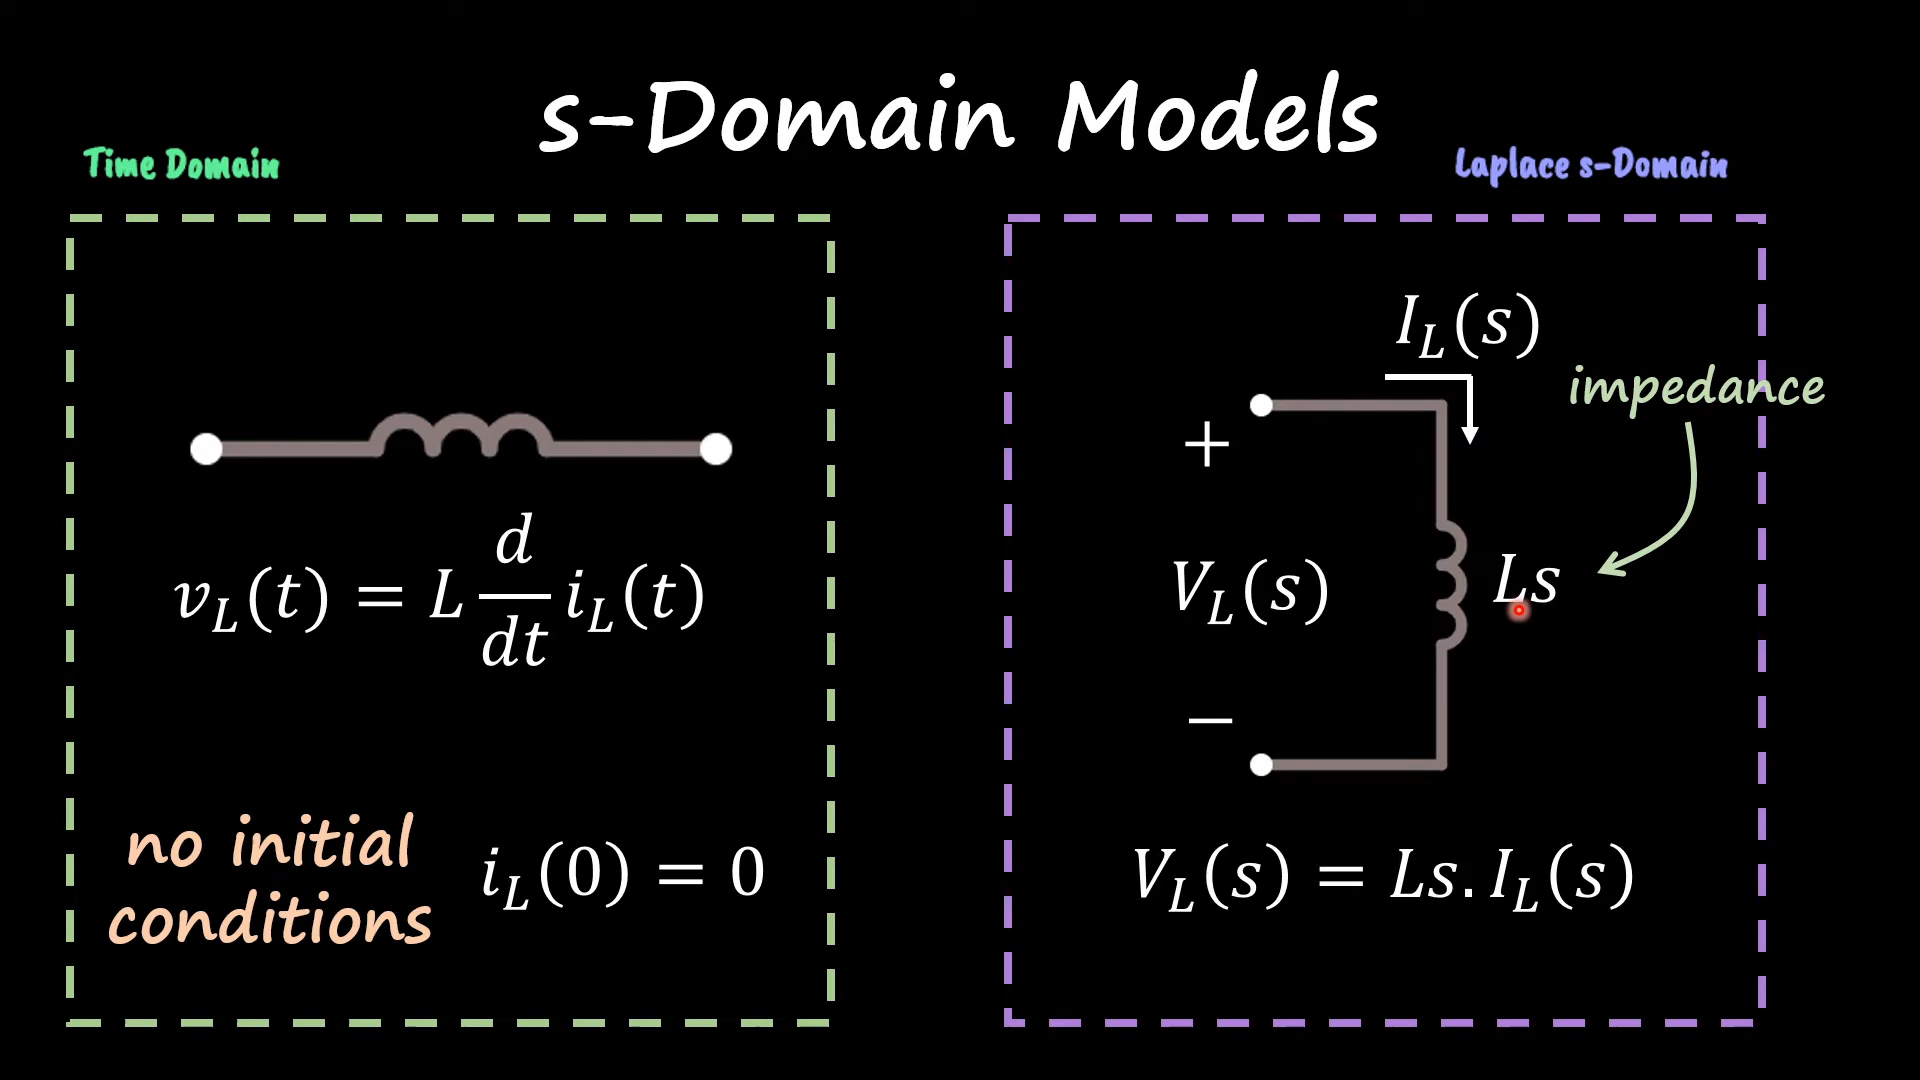 s-Domain Models
Time Domain
Laplace s-Domain
v_L(t) = L d/dt i_L(t)
no initial
conditions
i_L(0) = 0
I_L(s)
impedance
+
V_L(s)
Ls
−
V_L(s) = Ls. I_L(s)